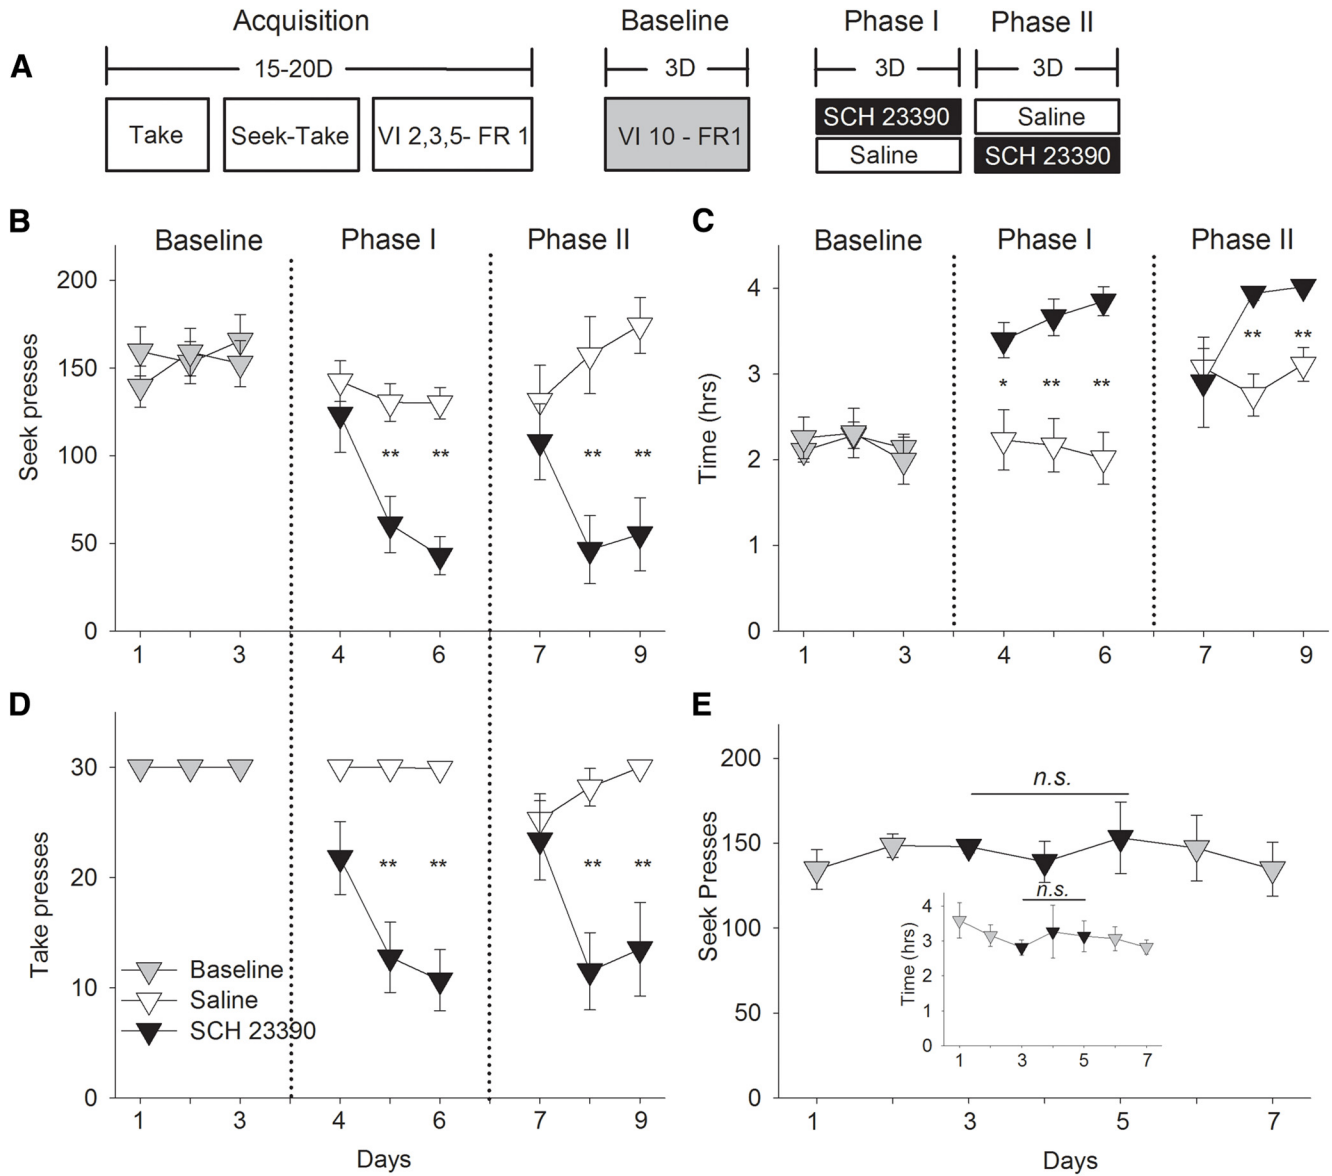 A
Acquisition
Baseline
Phase I
Phase II
15-20D
3D
3D
3D
Take
Seek-Take
VI 2,3,5- FR 1
VI 10 - FR1
SCH 23390
Saline
Saline
SCH 23390
B
Baseline
Phase I
Phase II
Seek presses
200
150
100
50
0
** **
** **
1 3 4 6 7 9
C
Baseline
Phase I
Phase II
Time (hrs)
4
3
2
1
0
* ** **
** **
1 3 4 6 7 9
D
Take presses
30
20
10
0
** **
** **
Baseline
Saline
SCH 23390
1 3 4 6 7 9
Days
E
Seek Presses
200
150
100
50
0
n.s.
n.s.
Time (hrs)
4
3
2
1
0
1 3 5 7
1 3 5 7
Days